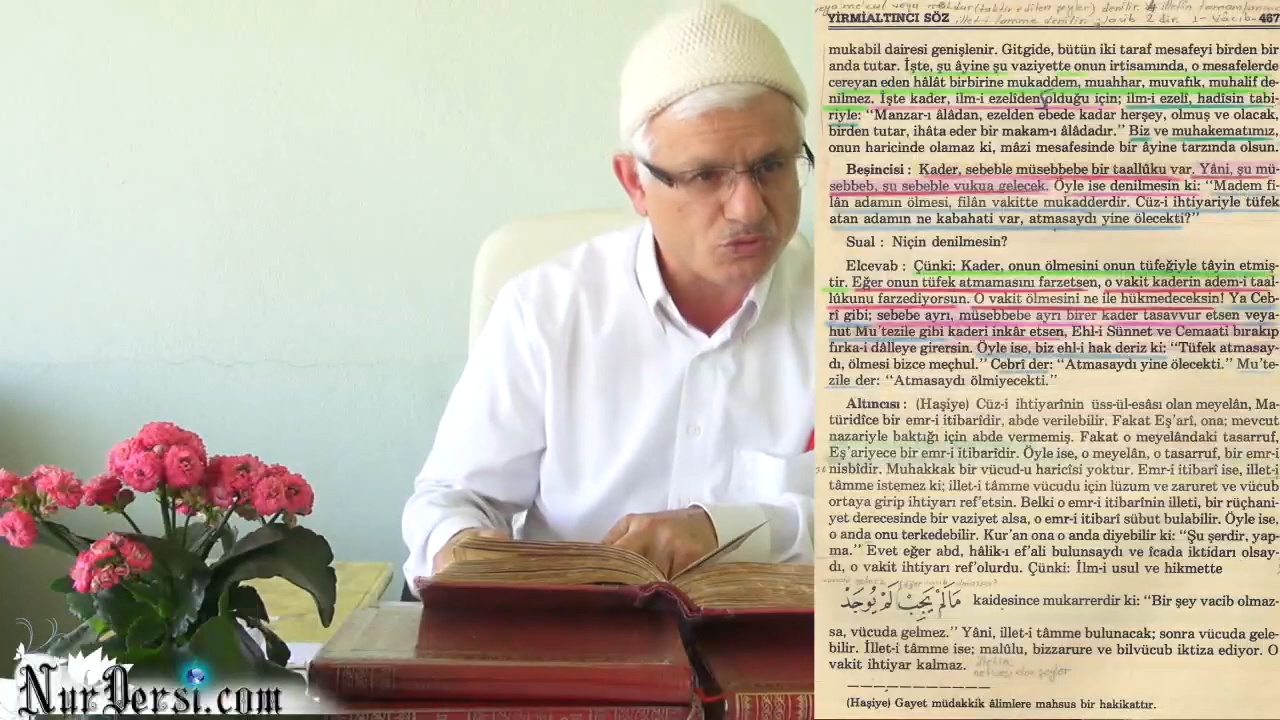 YİRMİALTINCI SÖZ
467
mukabil dairesi genişlenir. Gitgide, bütün iki taraf mesafeyi birden bir
anda tutar. İşte, şu âyine şu vaziyette onun irtisamında, o mesafelerde
cereyan eden hâlât birbirine mukaddem, muahhar, muvafık, muhalif de-
nilmez. İşte kader, ilm-i ezelîden olduğu için; ilm-i ezelî, hadîsin tabi-
riyle: “Manzar-ı âlâdan, ezelden ebede kadar herşey, olmuş ve olacak,
birden tutar, ihâta eder bir makam-ı âlâdadır.” Biz ve muhakematımız,
onun haricinde olamaz ki, mâzi mesafesinde bir âyine tarzında olsun.
Beşincisi : Kader, sebeble müsebbebe bir taallûku var. Yâni, şu mü-
sebbeb, şu sebeble vukua gelecek. Öyle ise denilmesin ki: “Madem fi-
lân adamın ölmesi, filân vakitte mukadderdir. Cüz-i ihtiyariyle tüfek
atan adamın ne kabahati var, atmasaydı yine ölecekti?”
Sual : Niçin denilmesin?
Elcevab : Çünki: Kader, onun ölmesini onun tüfeğiyle tâyin etmiş-
tir. Eğer onun tüfek atmamasını farzetsen, o vakit kaderin adem-i taal-
lûkunu farzediyorsun. O vakit ölmesini ne ile hükmedeceksin! Ya Ceb-
rî gibi; sebebe ayrı, müsebbebe ayrı birer kader tasavvur etsen veya-
hut Mu'tezile gibi kaderi inkâr etsen, Ehl-i Sünnet ve Cemaati bırakıp
fırka-i dâlleye girersin. Öyle ise, biz ehl-i hak deriz ki: “Tüfek atmasay-
dı, ölmesi bizce meçhul.” Cebrî der: “Atmasaydı yine ölecekti.” Mu'te-
zile der: “Atmasaydı ölmiyecekti.”
Altıncısı : (Haşiye) Cüz-i ihtiyarînin üss-ül-esâsı olan meyelân, Ma-
türidîce bir emr-i itibarîdir, abde verilebilir. Fakat Eş'arî, ona; mevcut
nazariyle baktığı için abde vermemiş. Fakat o meyelândaki tasarruf,
Eş'ariyece bir emr-i itibarîdir. Öyle ise, o meyelân, o tasarruf, bir emr-i
nisbîdir. Muhakkak bir vücud-u haricîsi yoktur. Emr-i itibarî ise, illet-i
tâmme istemez ki; illet-i tâmme vücudu için lüzum ve zaruret ve vücub
ortaya girip ihtiyarı ref'etsin. Belki o emr-i itibarînin illeti, bir rüçhani-
yet derecesinde bir vaziyet alsa, o emr-i itibarî sübut bulabilir. Öyle ise,
o anda onu terkedebilir. Kur'an ona o anda diyebilir ki: “Şu şerdir, yap-
ma.” Evet eğer abd, hâlik-ı ef'ali bulunsaydı ve îcada iktidarı olsay-
dı, o vakit ihtiyarı ref'olurdu. Çünki: İlm-i usul ve hikmette
مَالَمْ يَجِبْ لَمْ يُوجَدْ kaidesince mukarrerdir ki: “Bir şey vacib olmaz-
sa, vücuda gelmez.” Yâni, illet-i tâmme bulunacak; sonra vücuda gele-
bilir. İllet-i tâmme ise; malûlu, bizzarure ve bilvücub iktiza ediyor. O
vakit ihtiyar kalmaz.
(Haşiye) Gayet müdakkik âlimlere mahsus bir hakikattır.
NurDersi.com